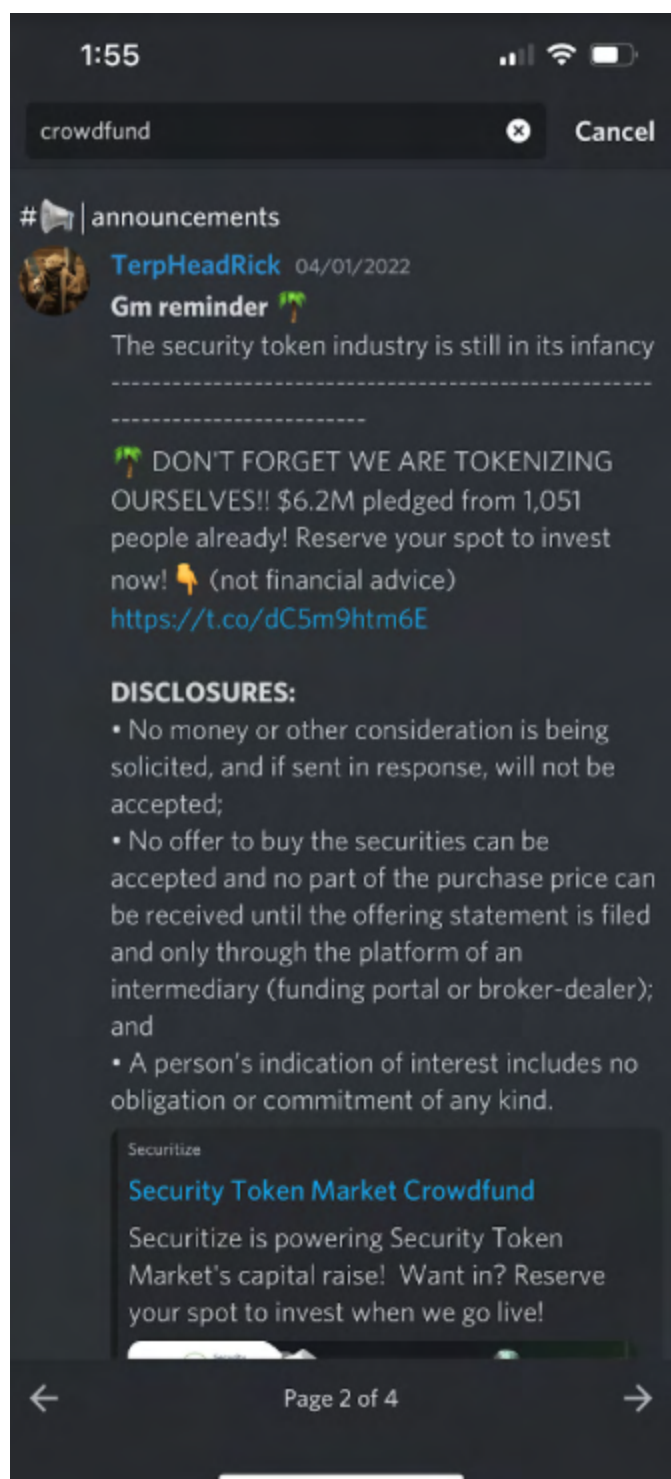 1:55
crowdfund
Cancel
#📢|announcements
TerpHeadRick 04/01/2022
Gm reminder 🌴
The security token industry is still in its infancy
----------------------------------------------------
------------------------
🌴 DON'T FORGET WE ARE TOKENIZING
OURSELVES!! $6.2M pledged from 1,051
people already! Reserve your spot to invest
now! 👇 (not financial advice)
https://t.co/dC5m9htm6E
DISCLOSURES:
• No money or other consideration is being
solicited, and if sent in response, will not be
accepted;
• No offer to buy the securities can be
accepted and no part of the purchase price can
be received until the offering statement is filed
and only through the platform of an
intermediary (funding portal or broker-dealer);
and
• A person's indication of interest includes no
obligation or commitment of any kind.
Securitize
Security Token Market Crowdfund
Securitize is powering Security Token
Market's capital raise! Want in? Reserve
your spot to invest when we go live!
Page 2 of 4